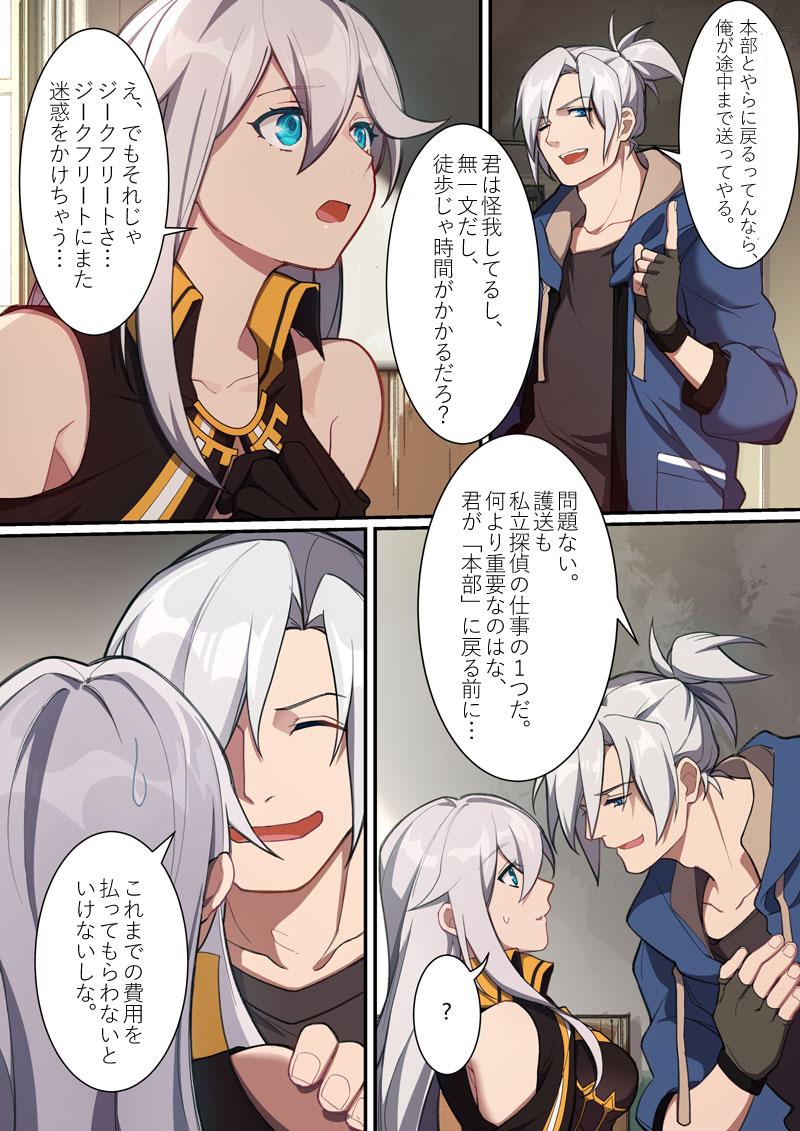 本部とやらに戻るってんなら、
俺が途中まで送ってやる。
君は怪我してるし、
無一文だし、
徒歩じゃ時間がかかるだろ？
え、でもそれじゃ
ジークフリートさ…
ジークフリートにまた
迷惑をかけちゃう…
問題ない。
護送も
私立探偵の仕事の1つだ。
何より重要なのはな、
君が「本部」に戻る前に…
？
これまでの費用を
払ってもらわないと
いけないしな。